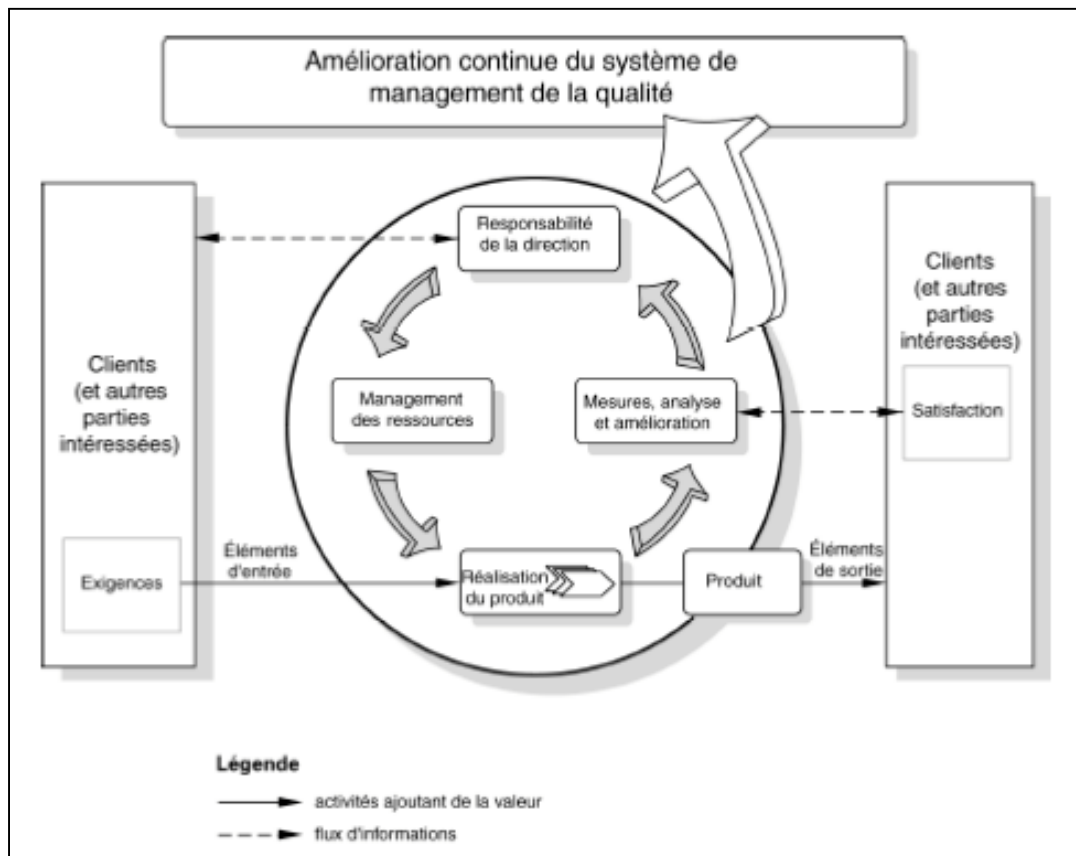 Amélioration continue du système de
management de la qualité
Responsabilité
de la direction
Clients
(et autres
parties
intéressées)
Clients
(et autres
parties
intéressées)
Management
des ressources
Mesures, analyse
et amélioration
Satisfaction
Exigences
Éléments
d'entrée
Réalisation
du produit
Produit
Éléments
de sortie
Légende
activités ajoutant de la valeur
flux d'informations